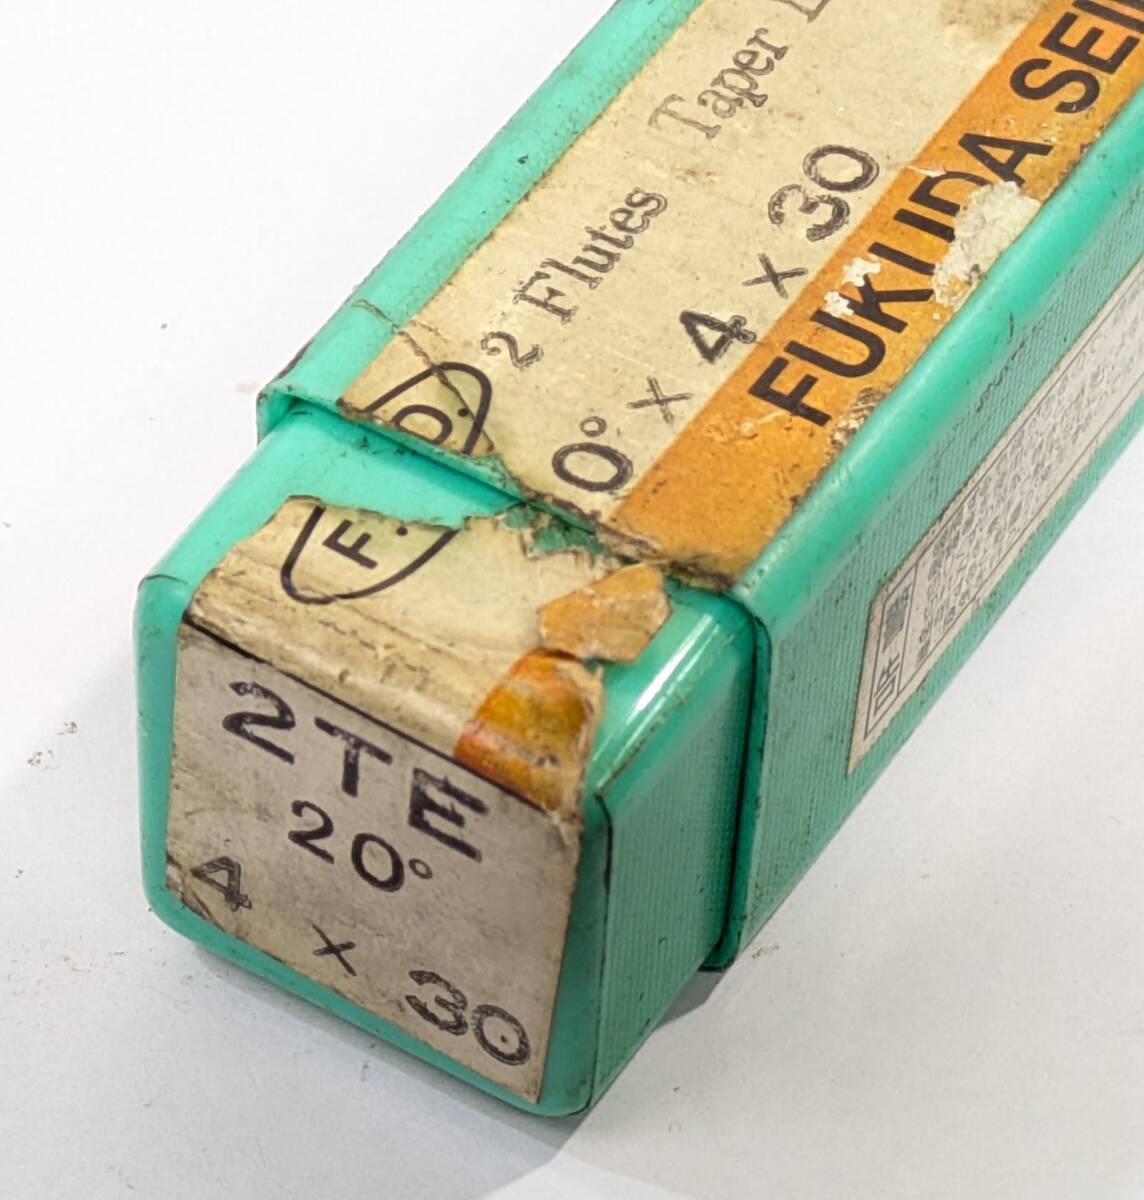 2 Flutes Taper
0° × 4 × 30
FUKUDA SEI
F. D.
2TE
20°
4 × 30